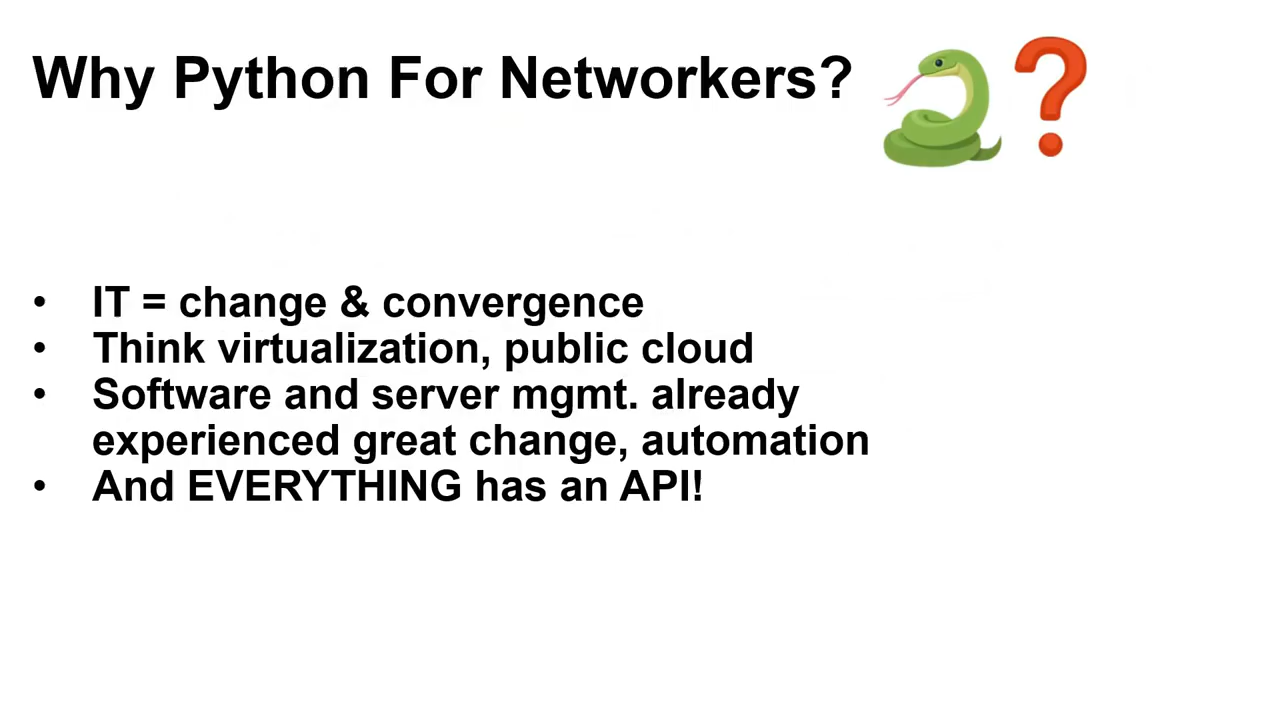 Why Python For Networkers?
• IT = change & convergence
• Think virtualization, public cloud
• Software and server mgmt. already
experienced great change, automation
• And EVERYTHING has an API!